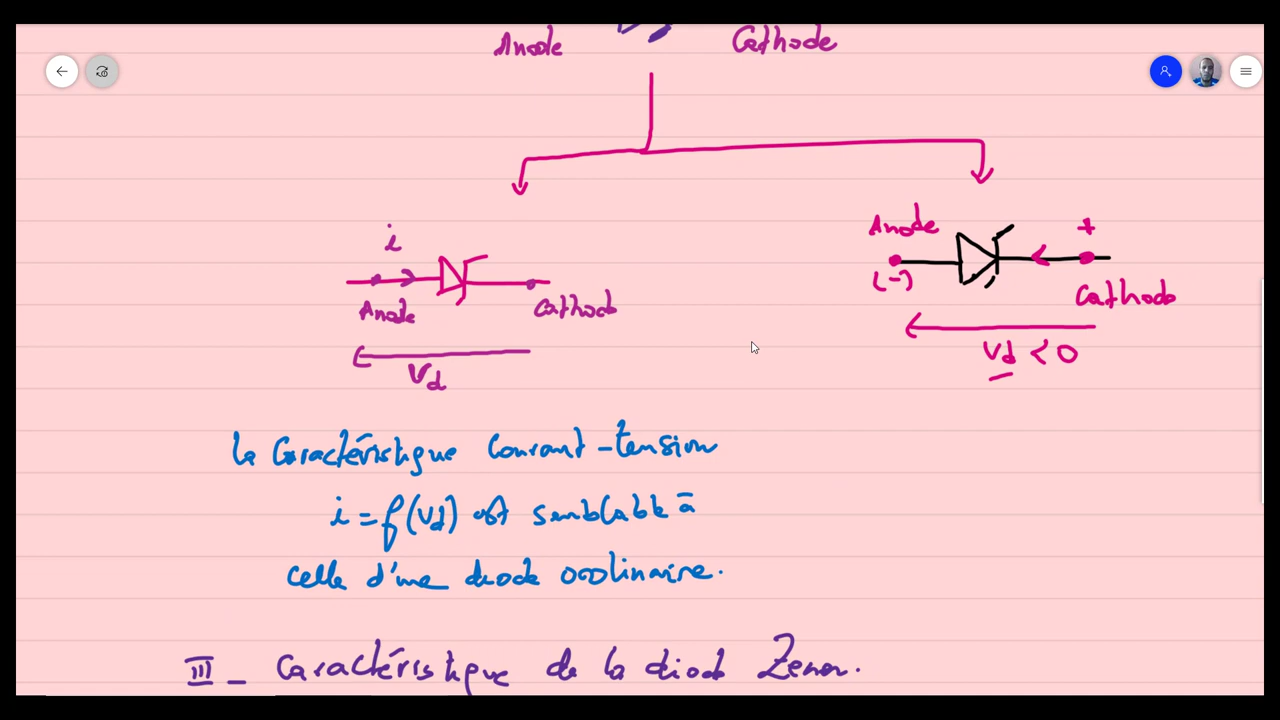 Anode Cathode
i
Anode Cathode
Vd
Anode +
(-) Cathode
Vd < 0
la Caractéristique Courant-tension
i = f(Vd) est semblable à
celle d'une diode ordinaire.
III - Caractéristique de la diode Zener.